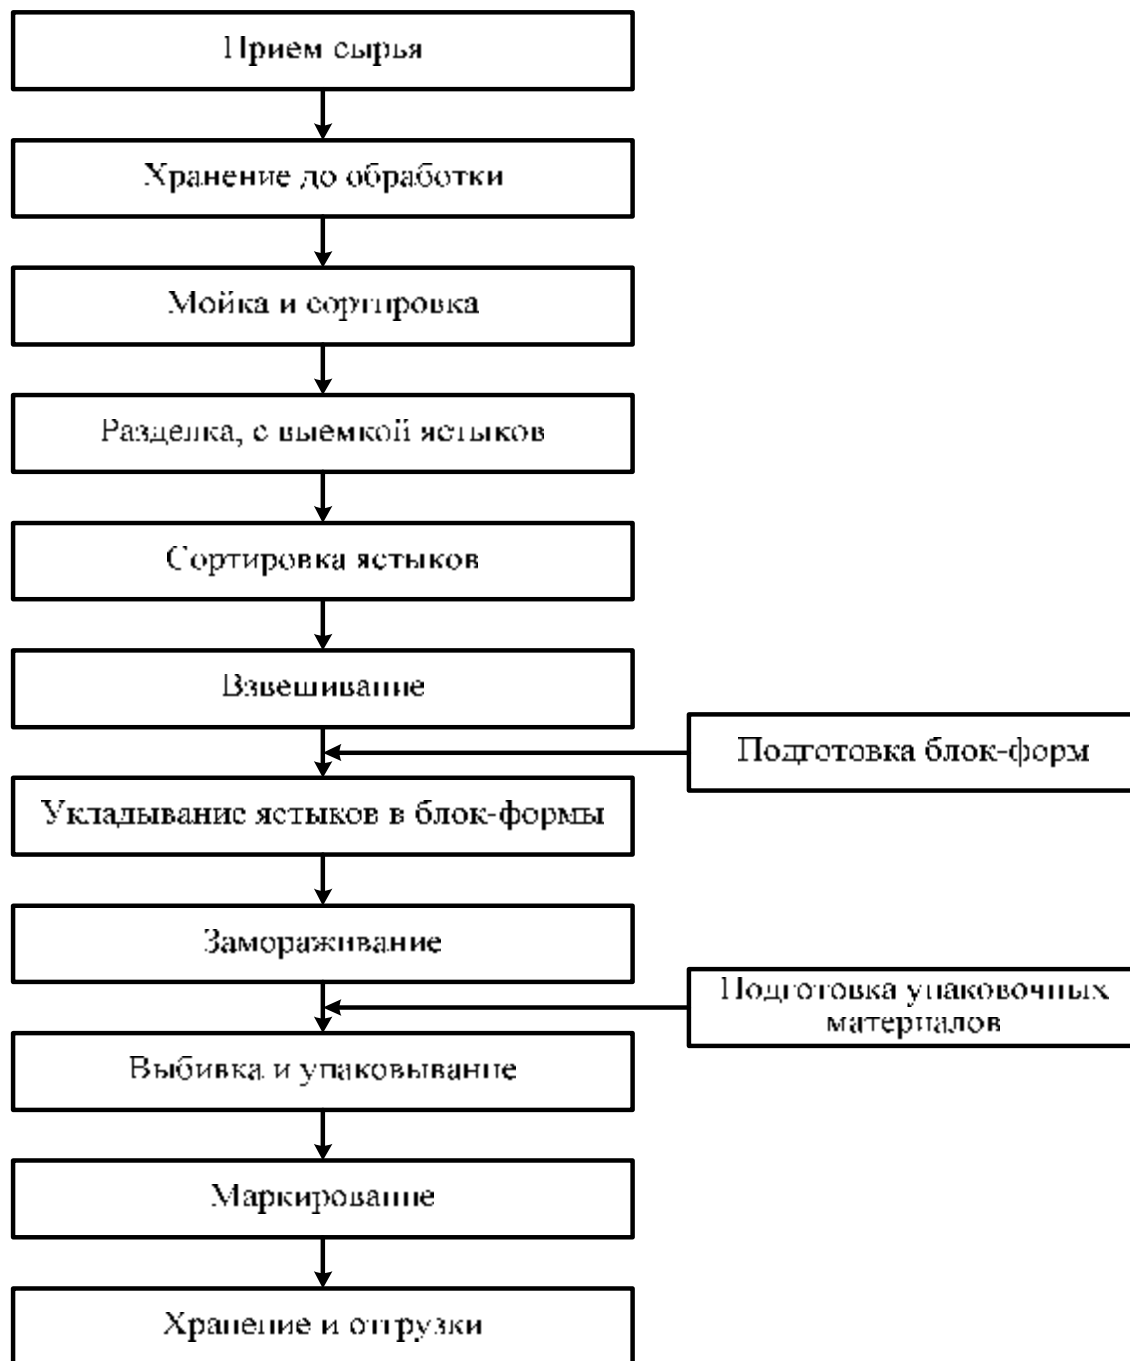 Прием сырья
Хранение до обработки
Мойка и сортировка
Разделка, с выемкой ястыков
Сортировка ястыков
Взвешивание
Подготовка блок-форм
Укладывание ястыков в блок-формы
Замораживание
Подготовка упаковочных
материалов
Выбивка и упаковывание
Маркирование
Хранение и отгрузки